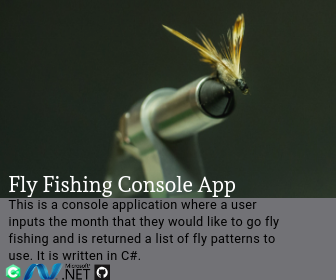 Fly Fishing Console App
This is a console application where a user
inputs the month that they would like to go fly
fishing and is returned a list of fly patterns to
use. It is written in C#.
Microsoft
.NET